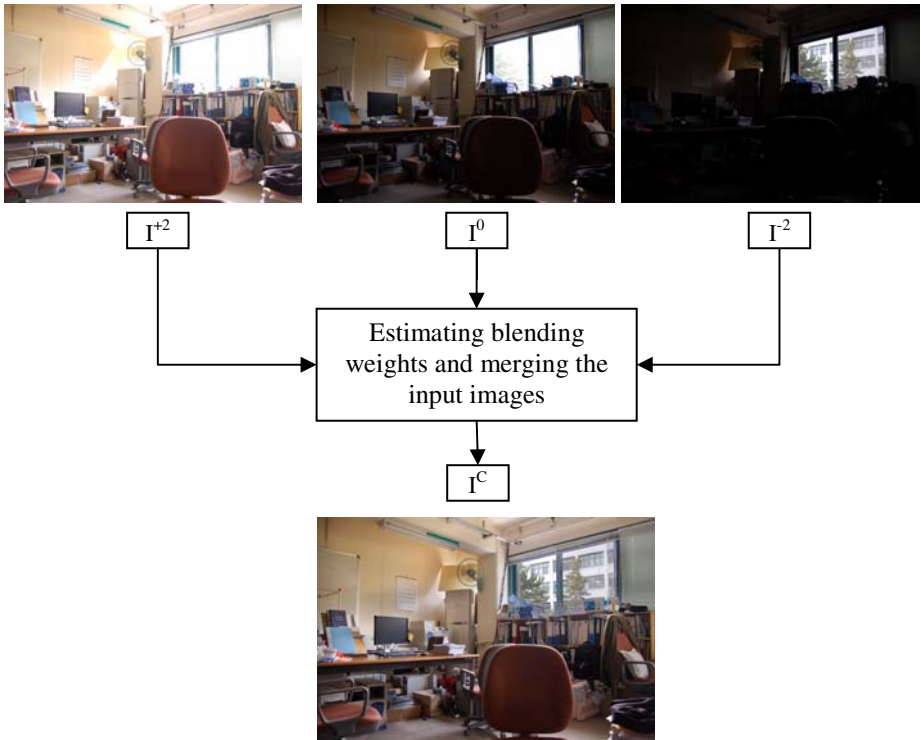 I⁺² I⁰ I⁻²
Estimating blending
weights and merging the
input images
Iᶜ